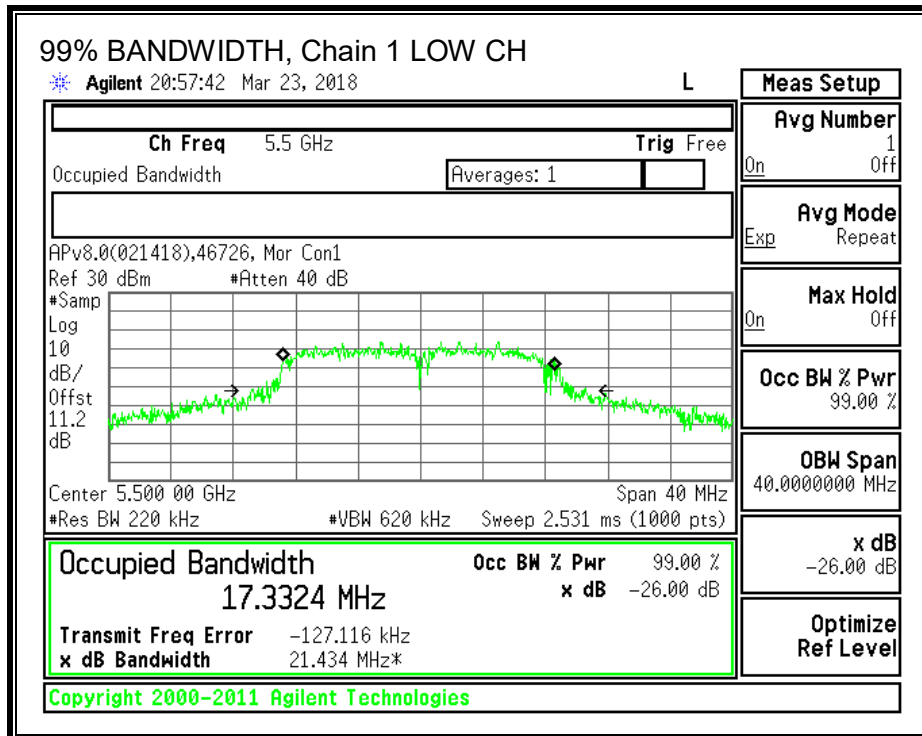 99% BANDWIDTH, Chain 1 LOW CH
Agilent 20:57:42 Mar 23, 2018 L
Meas Setup
Ch Freq 5.5 GHz Trig Free
Occupied Bandwidth Averages: 1
APv8.0(021418),46726, Mor Con1
Ref 30 dBm #Atten 40 dB
#Samp
Log
10
dB/
Offst
11.2
dB
Center 5.500 00 GHz Span 40 MHz
#Res BW 220 kHz #VBW 620 kHz Sweep 2.531 ms (1000 pts)
Occupied Bandwidth
17.3324 MHz
Occ BW % Pwr 99.00 %
x dB -26.00 dB
Transmit Freq Error -127.116 kHz
x dB Bandwidth 21.434 MHz*
Copyright 2000-2011 Agilent Technologies
Avg Number
1
On Off
Avg Mode
Exp Repeat
Max Hold
On Off
Occ BW % Pwr
99.00 %
OBW Span
40.0000000 MHz
x dB
-26.00 dB
Optimize
Ref Level